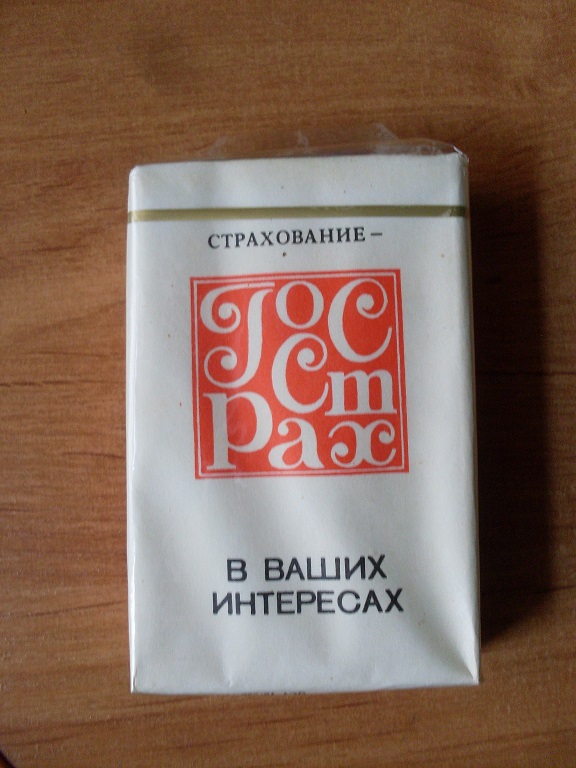 СТРАХОВАНИЕ –
Гос
Ст
рах
В ВАШИХ
ИНТЕРЕСАХ